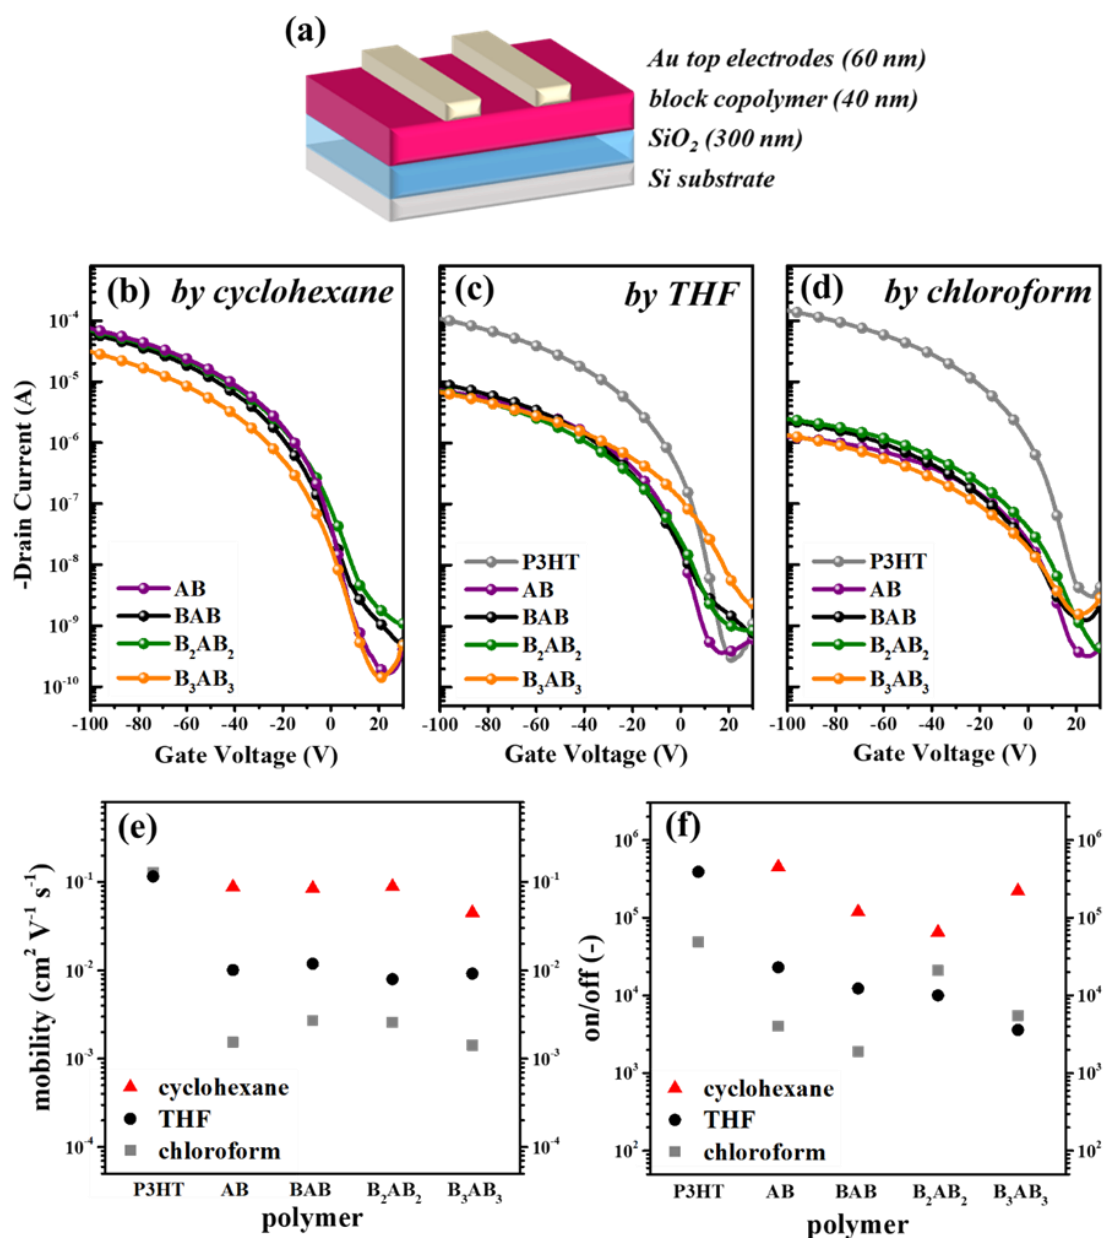 (a)
Au top electrodes (60 nm)
block copolymer (40 nm)
SiO₂ (300 nm)
Si substrate
(b) by cyclohexane
(c) by THF
(d) by chloroform
-Drain Current (A)
10⁻⁴
10⁻⁵
10⁻⁶
10⁻⁷
10⁻⁸
10⁻⁹
10⁻¹⁰
AB
BAB
B₂AB₂
B₃AB₃
P3HT
AB
BAB
B₂AB₂
B₃AB₃
P3HT
AB
BAB
B₂AB₂
B₃AB₃
-100 -80 -60 -40 -20 0 20
-100 -80 -60 -40 -20 0 20
-100 -80 -60 -40 -20 0 20
Gate Voltage (V)
Gate Voltage (V)
Gate Voltage (V)
(e)
mobility (cm² V⁻¹ s⁻¹)
10⁻¹ 10⁻¹
10⁻² 10⁻²
10⁻³ 10⁻³
10⁻⁴ 10⁻⁴
cyclohexane
THF
chloroform
P3HT AB BAB B₂AB₂ B₃AB₃
polymer
(f)
on/off (-)
10⁶ 10⁶
10⁵ 10⁵
10⁴ 10⁴
10³ 10³
10² 10²
cyclohexane
THF
chloroform
P3HT AB BAB B₂AB₂ B₃AB₃
polymer